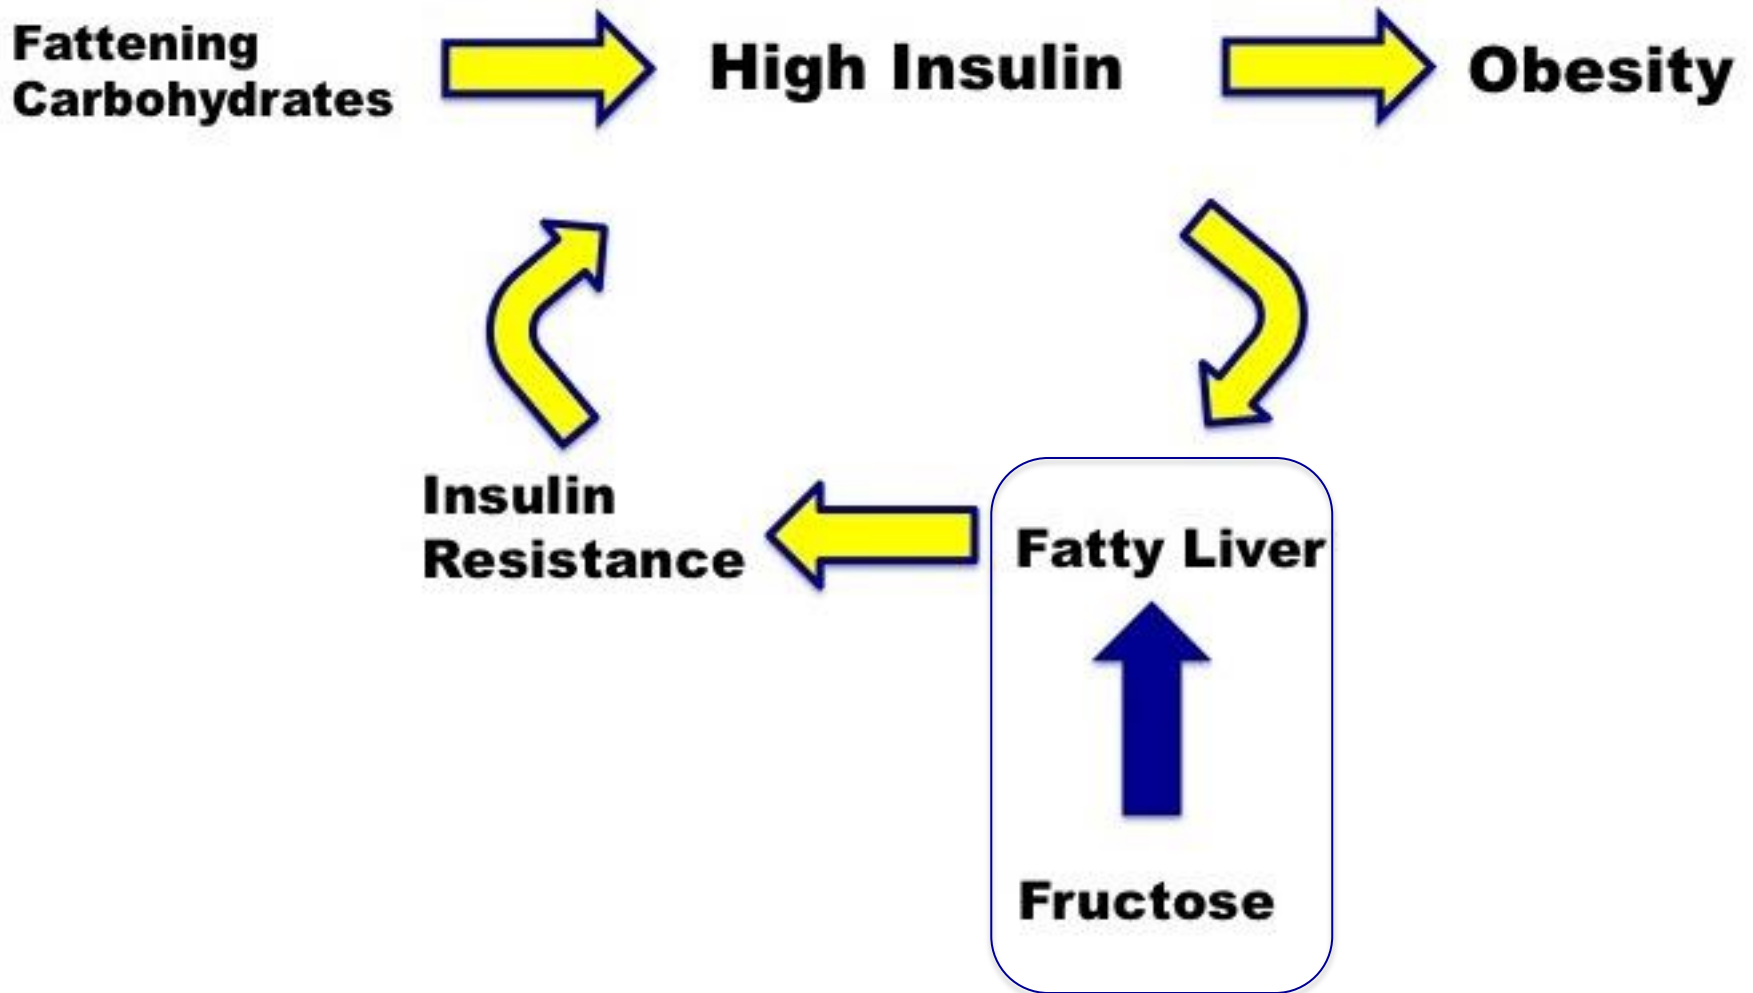 Fattening
Carbohydrates
High Insulin
Obesity
Insulin
Resistance
Fatty Liver
Fructose